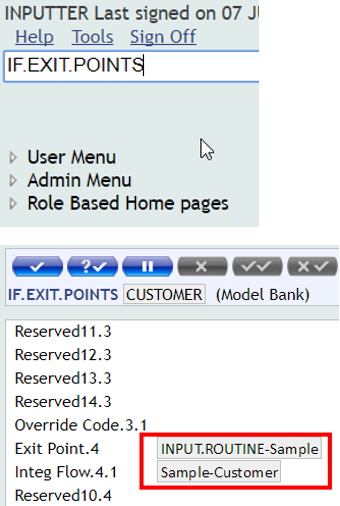 INPUTTER Last signed on 07 JU
Help Tools Sign Off
IF.EXIT.POINTS
User Menu
Admin Menu
Role Based Home pages
IF.EXIT.POINTS CUSTOMER (Model Bank)
Reserved11.3
Reserved12.3
Reserved13.3
Reserved14.3
Override Code.3.1
Exit Point.4 INPUT.ROUTINE-Sample
Integ Flow.4.1 Sample-Customer
Reserved10.4